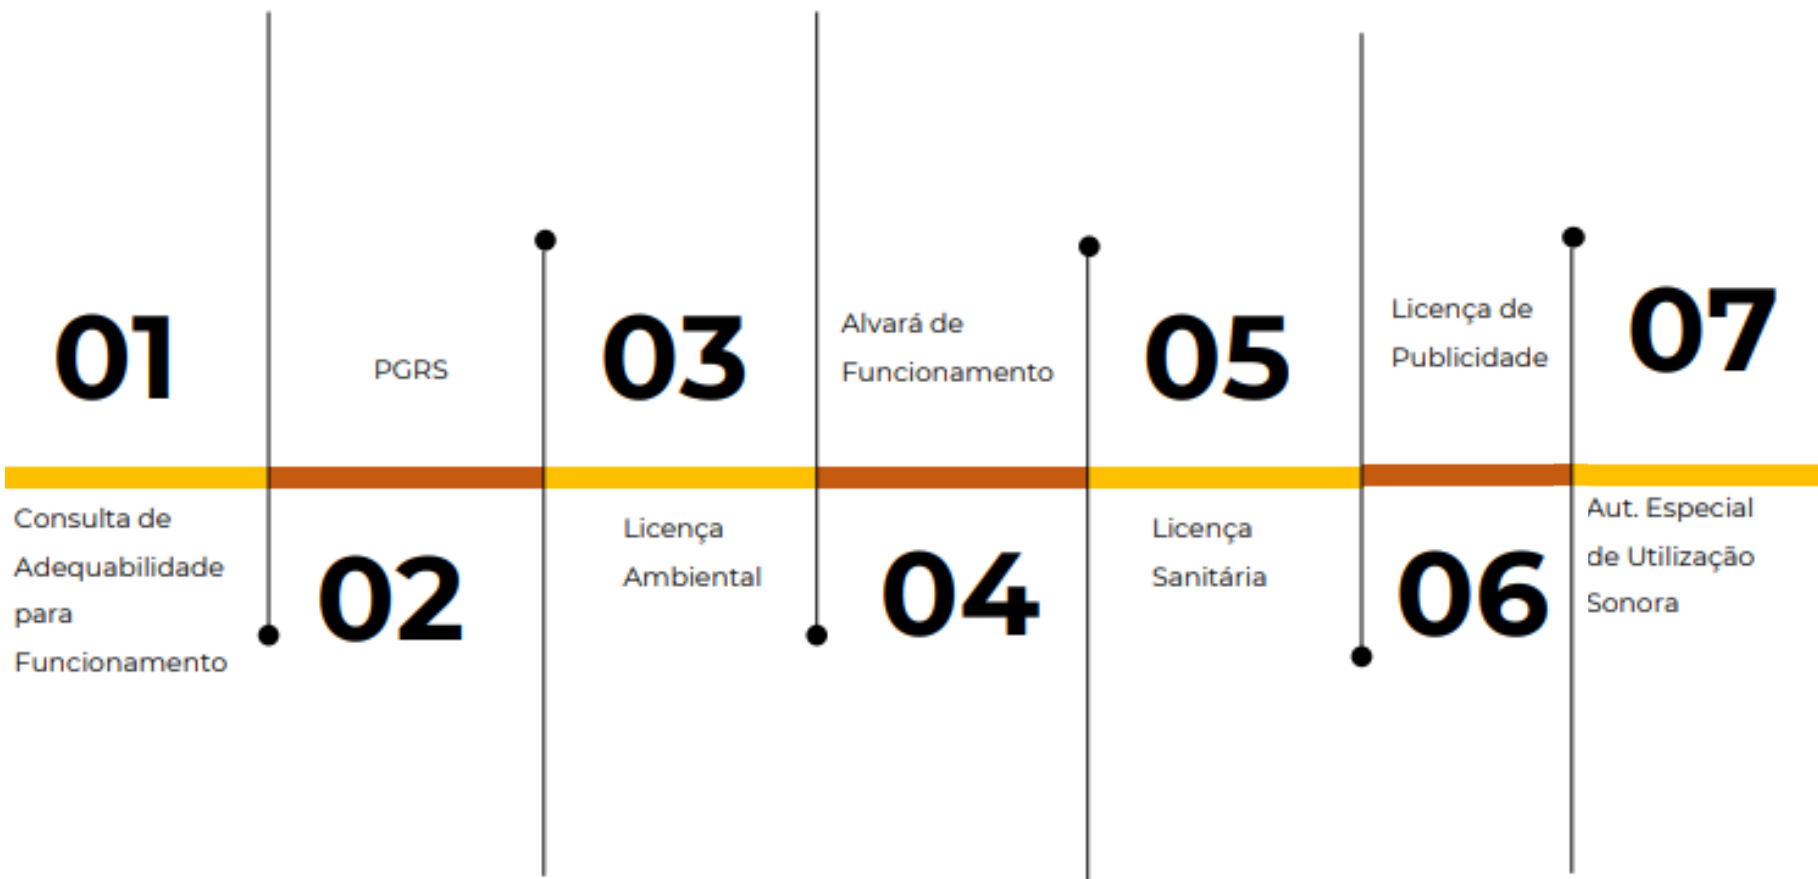 01
Consulta de
Adequabilidade
para
Funcionamento
PGRS
02
03
Licença
Ambiental
Alvará de
Funcionamento
04
05
Licença
Sanitária
Licença de
Publicidade
06
07
Aut. Especial
de Utilização
Sonora